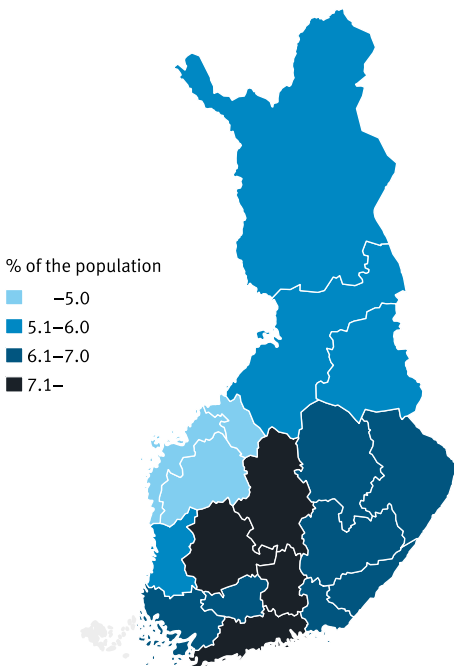 % of the population
–5.0
5.1–6.0
6.1–7.0
7.1–